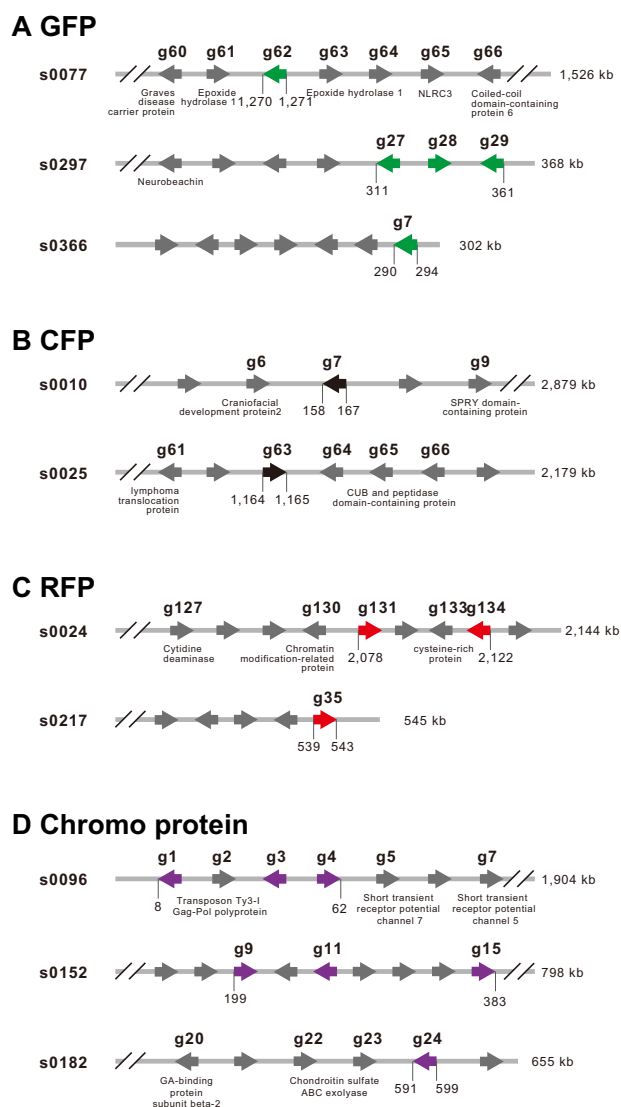 A GFP
g60 g61 g62 g63 g64 g65 g66
s0077 1,526 kb
Graves Epoxide Epoxide hydrolase 1 NLRC3 Coiled-coil
disease hydrolase 1 1,270 1,271 domain-containing
carrier protein protein 6
g27 g28 g29
s0297 368 kb
Neurobeachin
311 361
g7
s0366 302 kb
290 294
B CFP
g6 g7 g9
s0010 2,879 kb
Craniofacial SPRY domain-
development protein2 158 167 containing protein
g61 g63 g64 g65 g66
s0025 2,179 kb
lymphoma CUB and peptidase
translocation 1,164 1,165 domain-containing protein
protein
C RFP
g127 g130 g131 g133 g134
s0024 2,144 kb
Cytidine Chromatin cysteine-rich
deaminase modification-related 2,078 protein 2,122
protein
g35
s0217 545 kb
539 543
D Chromo protein
g1 g2 g3 g4 g5 g7
s0096 1,904 kb
8 Transposon Ty3-I 62 Short transient Short transient
Gag-Pol polyprotein receptor potential receptor potential
channel 7 channel 5
g9 g11 g15
s0152 798 kb
199 383
g20 g22 g23 g24
s0182 655 kb
GA-binding Chondroitin sulfate 591 599
protein ABC exolyase
subunit beta-2